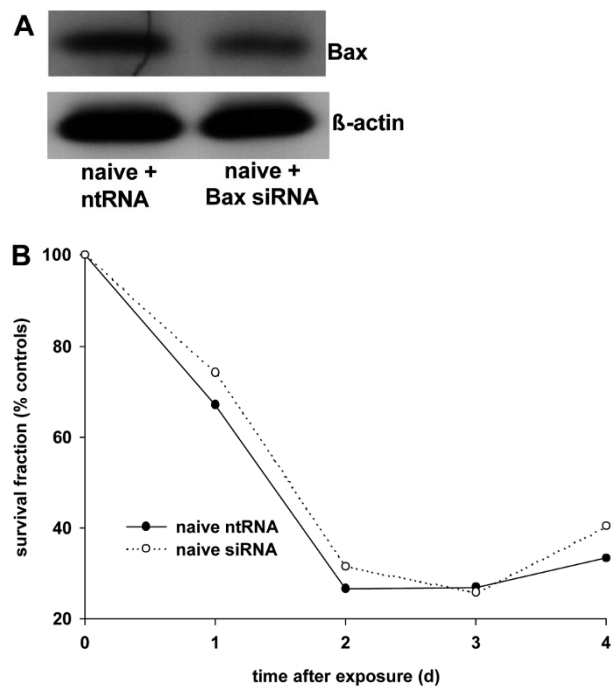 A
Bax
ß-actin
naive +
ntRNA
naive +
Bax siRNA
B
survival fraction (% controls)
100
80
60
40
20
naive ntRNA
naive siRNA
0
1
2
3
4
time after exposure (d)